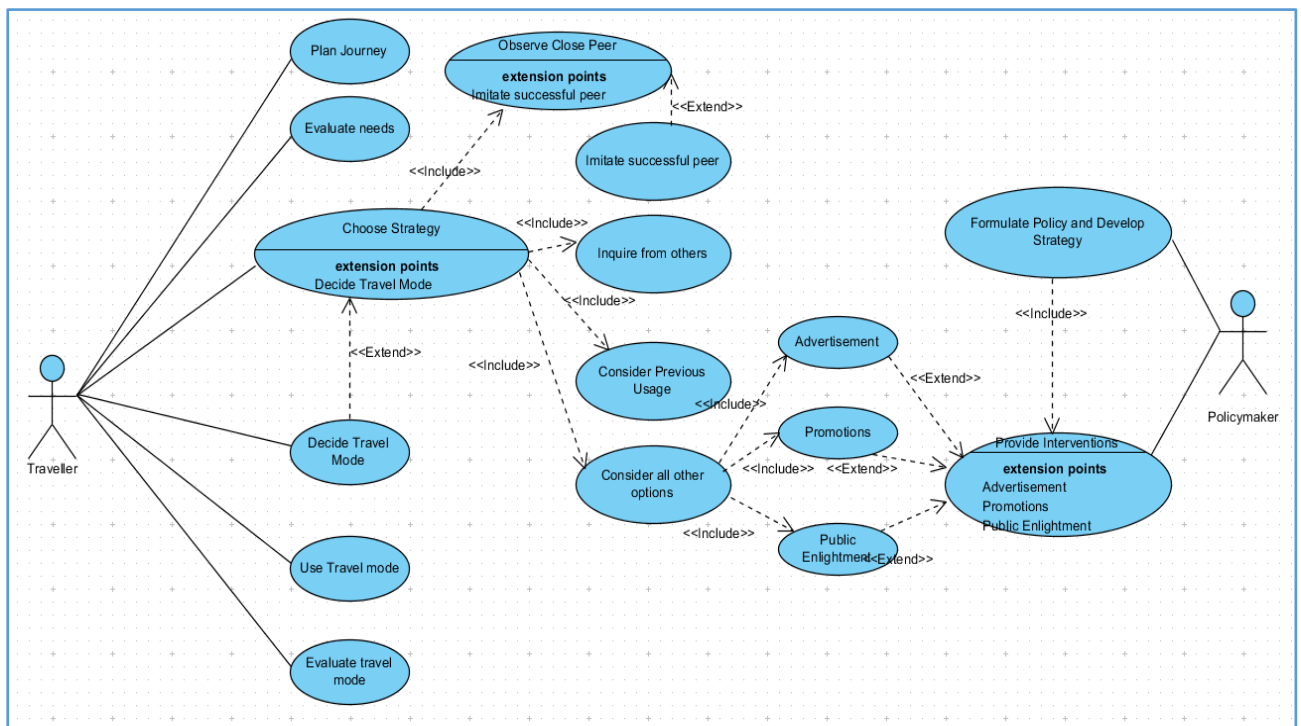 Plan Journey
Observe Close Peer
extension points
Imitate successful peer
<<Extend>>
Evaluate needs
Imitate successful peer
<<Include>>
Choose Strategy
extension points
Decide Travel Mode
<<Include>>
Inquire from others
Formulate Policy and Develop
Strategy
<<Include>>
<<Include>>
<<Extend>>
<<Include>>
Advertisement
Consider Previous
Usage
<<Extend>>
<<Include>>
Policymaker
Promotions
Decide Travel
Mode
Traveller
Consider all other
options
<<Include>>
<<Extend>>
Provide Interventions
extension points
Advertisement
Promotions
Public Enlightment
<<Include>>
Public
Enlightment
<<Extend>>
Use Travel mode
Evaluate travel
mode